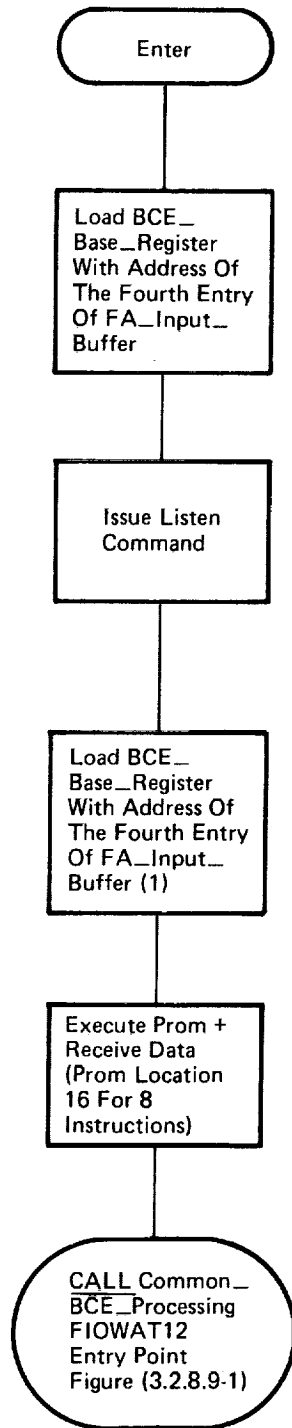 Enter
Load BCE_
Base_Register
With Address Of
The Fourth Entry
Of FA_Input_
Buffer
Issue Listen
Command
Load BCE_
Base_Register
With Address Of
The Fourth Entry
Of FA_Input_
Buffer (1)
Execute Prom +
Receive Data
(Prom Location
16 For 8
Instructions)
CALL Common_
BCE_Processing
FIOWAT12
Entry Point
Figure (3.2.8.9-1)